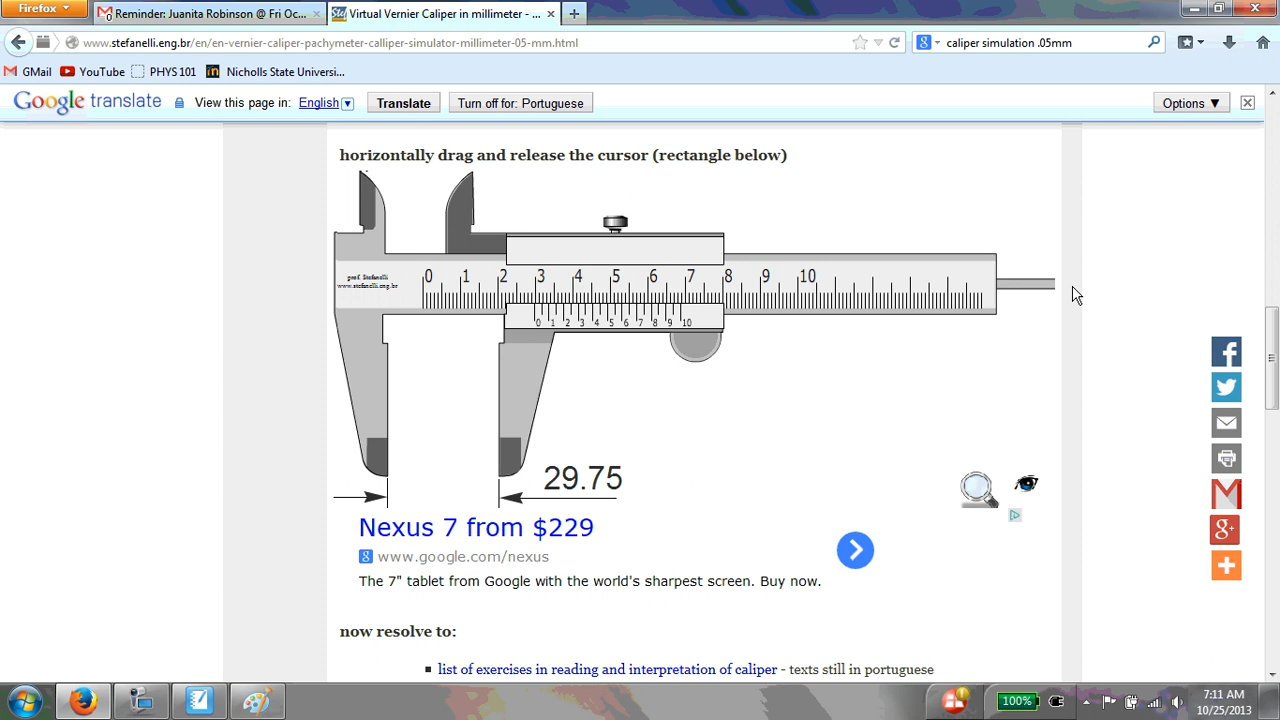 Firefox
Reminder: Juanita Robinson @ Fri Oc...
Virtual Vernier Caliper in millimeter - ...
www.stefanelli.eng.br/en/en-vernier-caliper-pachymeter-calliper-simulator-millimeter-05-mm.html
caliper simulation .05mm
GMail
YouTube
PHYS 101
Nicholls State Universi...
Google translate
View this page in:
English
Translate
Turn off for: Portuguese
Options ▼
horizontally drag and release the cursor (rectangle below)
prof. Stefanelli
www.stefanelli.eng.br
0 1 2 3 4 5 6 7 8 9 10
0 1 2 3 4 5 6 7 8 9 10
29.75
Nexus 7 from $229
www.google.com/nexus
The 7" tablet from Google with the world's sharpest screen. Buy now.
now resolve to:
list of exercises in reading and interpretation of caliper - texts still in portuguese
100%
7:11 AM
10/25/2013